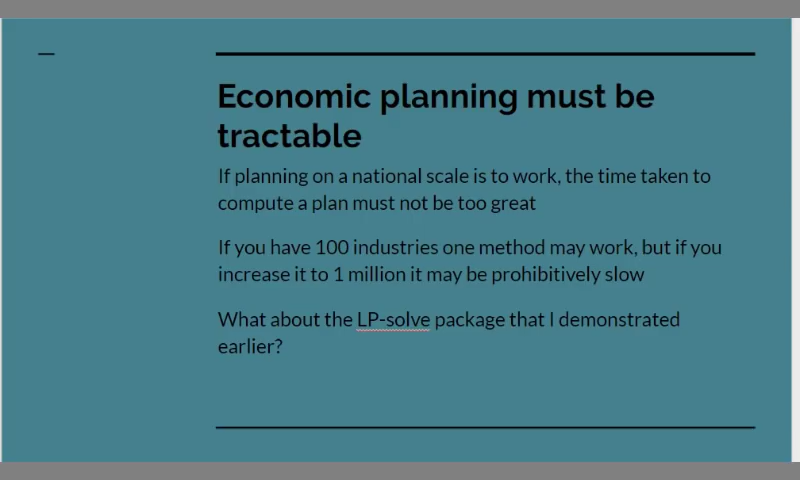 Economic planning must be
tractable
If planning on a national scale is to work, the time taken to
compute a plan must not be too great
If you have 100 industries one method may work, but if you
increase it to 1 million it may be prohibitively slow
What about the LP-solve package that I demonstrated
earlier?